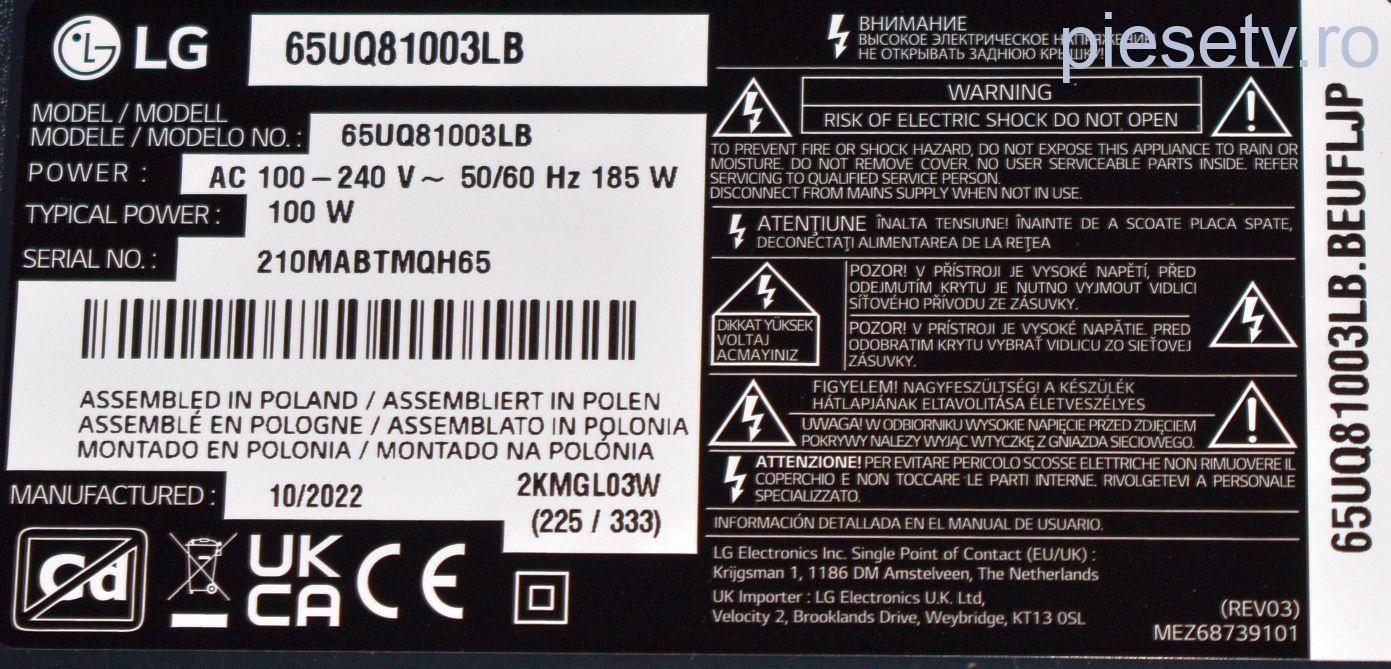 LG
65UQ81003LB
MODEL / MODELL
MODELE / MODELO NO. :
65UQ81003LB
POWER :
AC 100 – 240 V ~ 50/60 Hz 185 W
TYPICAL POWER :
100 W
SERIAL NO. :
210MABTMQH65
ASSEMBLED IN POLAND / ASSEMBLIERT IN POLEN
ASSEMBLÉ EN POLOGNE / ASSEMBLATO IN POLONIA
MONTADO EN POLONIA / MONTADO NA POLÓNIA
MANUFACTURED :
10/2022
2KMGL03W
(225 / 333)
Cd
UK
CA
CE
ВНИМАНИЕ
ВЫСОКОЕ ЭЛЕКТРИЧЕСКОЕ НАПРЯЖЕНИЕ
НЕ ОТКРЫВАТЬ ЗАДНЮЮ КРЫШКУ!
piesetv.ro
WARNING
RISK OF ELECTRIC SHOCK DO NOT OPEN
TO PREVENT FIRE OR SHOCK HAZARD, DO NOT EXPOSE THIS APPLIANCE TO RAIN OR
MOISTURE. DO NOT REMOVE COVER. NO USER SERVICEABLE PARTS INSIDE. REFER
SERVICING TO QUALIFIED SERVICE PERSON.
DISCONNECT FROM MAINS SUPPLY WHEN NOT IN USE.
ATENȚIUNE ÎNALTA TENSIUNE! ÎNAINTE DE A SCOATE PLACA SPATE,
DECONECTAȚI ALIMENTAREA DE LA REȚEA
DiKKAT YÜKSEK
VOLTAJ
ACMAYINIZ
POZOR! V PŘÍSTROJI JE VYSOKÉ NAPĚTÍ, PŘED
ODEJMUTÍM KRYTU JE NUTNO VYJMOUT VIDLICI
SÍŤOVÉHO PŘÍVODU ZE ZÁSUVKY.
POZOR! V PRÍSTROJI JE VYSOKÉ NAPÄTIE. PRED
ODOBRATIM KRYTU VYBRAŤ VIDLICU ZO SIEŤOVEJ
ZÁSUVKY.
FIGYELEM! NAGYFESZÜLTSÉG! A KÉSZÜLÉK
HÁTLAPJÁNAK ELTAVOLITÁSA ÉLETVESZÉLYES
UWAGA! W ODBIORNIKU WYSOKIE NAPIĘCIE PRZED ZDJĘCIEM
POKRYWY NALEZY WYJĄC WTYCZKĘ Z GNIAZDA SIECIOWEGO.
ATTENZIONE! PER EVITARE PERICOLO SCOSSE ELETTRICHE NON RIMUOVERE IL
COPERCHIO E NON TOCCARE LE PARTI INTERNE. RIVOLGETEVI A PERSONALE
SPECIALIZZATO.
INFORMACIÓN DETALLADA EN EL MANUAL DE USUARIO.
LG Electronics Inc. Single Point of Contact (EU/UK) :
Krijgsman 1, 1186 DM Amstelveen, The Netherlands
UK Importer : LG Electronics U.K. Ltd,
Velocity 2, Brooklands Drive, Weybridge, KT13 0SL
(REV03)
MEZ68739101
65UQ81003LB.BEUFLJP